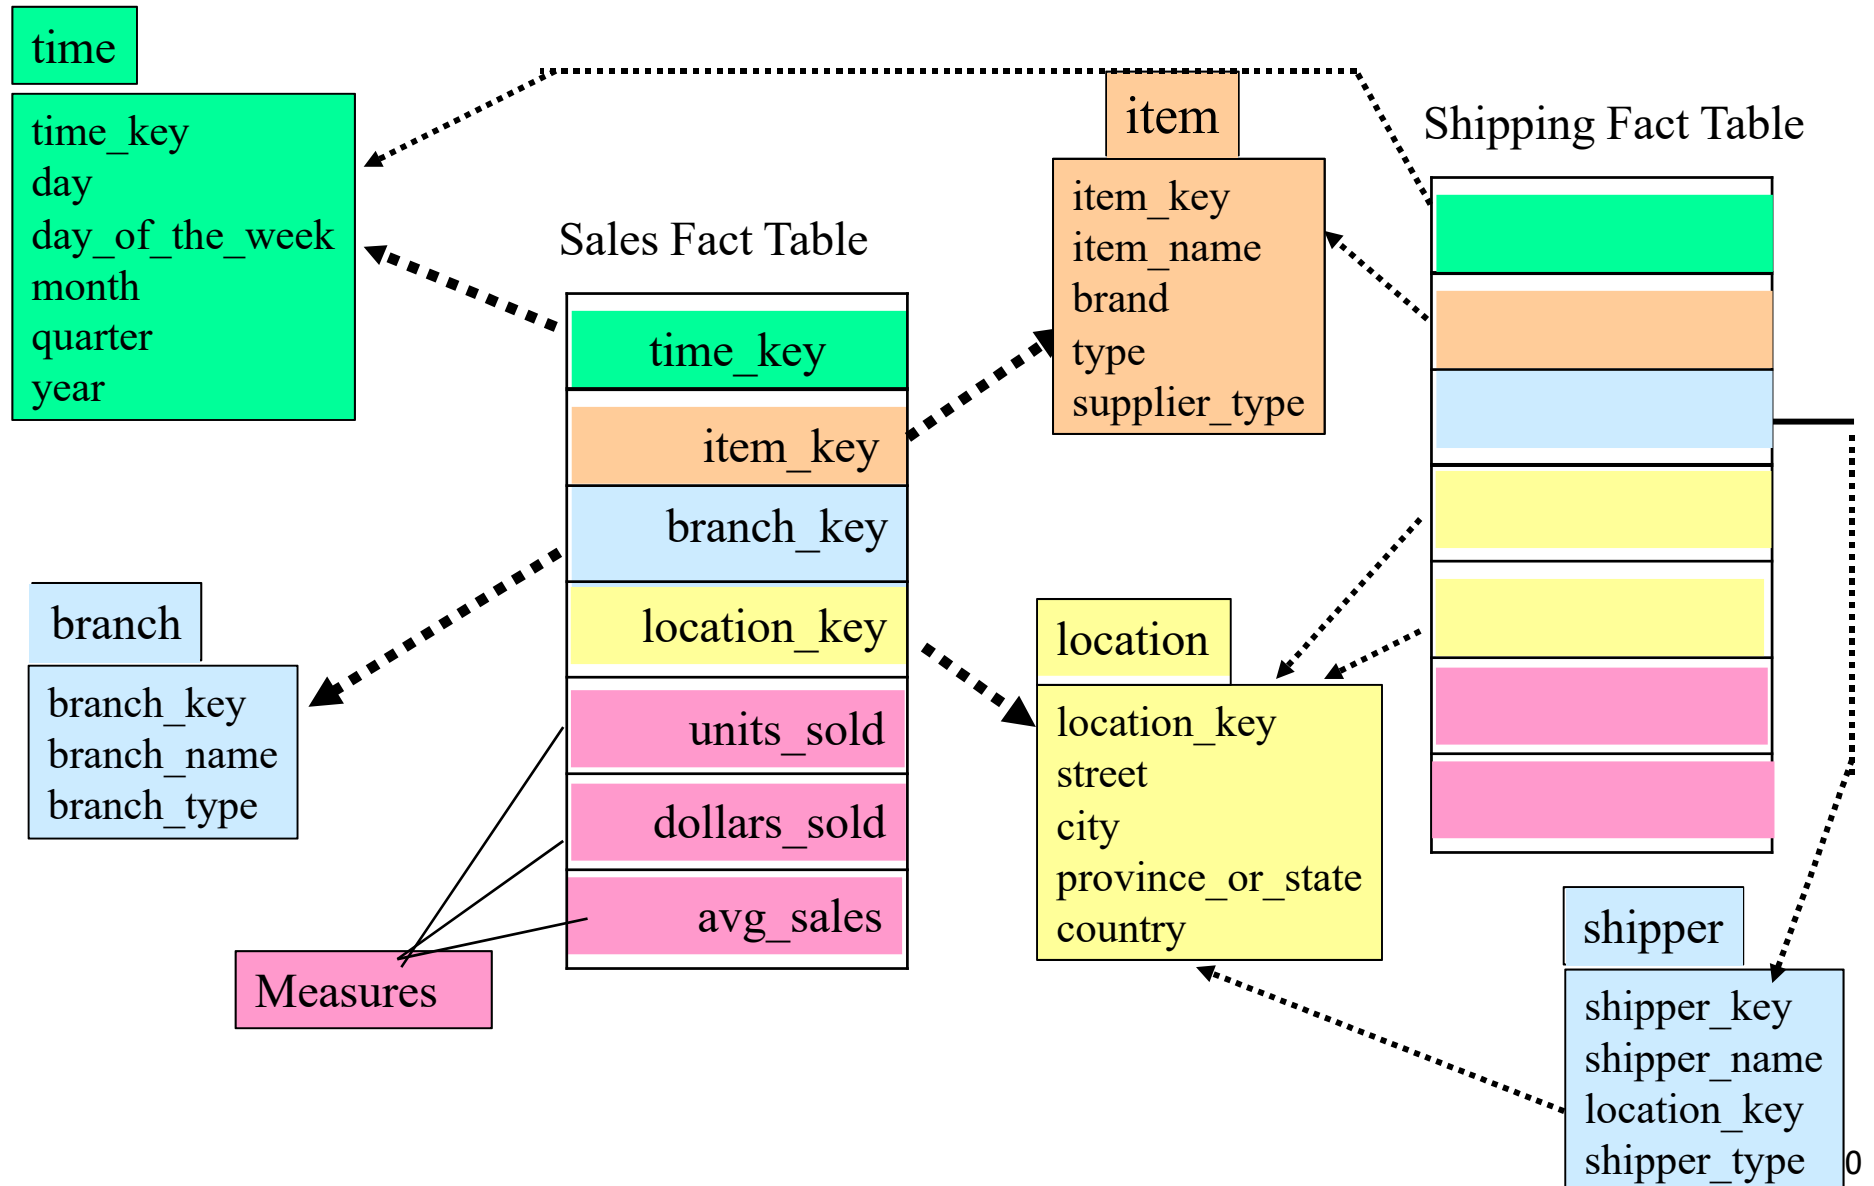 time
time_key
day
day_of_the_week
month
quarter
year
Sales Fact Table
time_key
item_key
branch_key
location_key
units_sold
dollars_sold
avg_sales
Measures
branch
branch_key
branch_name
branch_type
item
item_key
item_name
brand
type
supplier_type
location
location_key
street
city
province_or_state
country
Shipping Fact Table
shipper
shipper_key
shipper_name
location_key
shipper_type
0